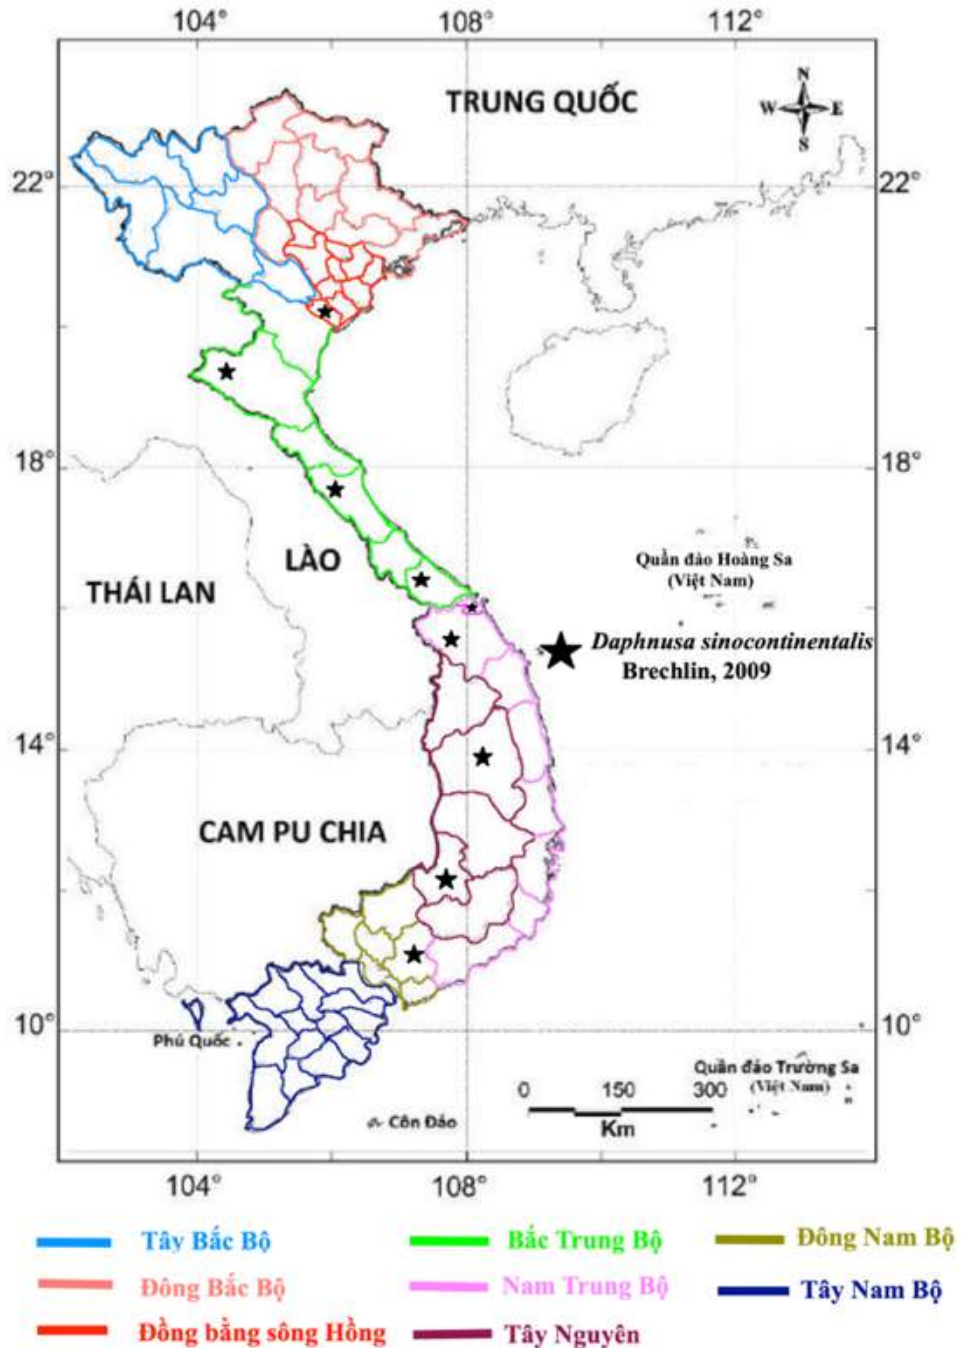 104° 108° 112°
TRUNG QUỐC
N
W E
S
22° 22°
18° 18°
LÀO
THÁI LAN
Quần đảo Hoàng Sa
(Việt Nam)
Daphnusa sinocontinentalis
Brechlin, 2009
14° 14°
CAM PU CHIA
10° 10°
Phú Quốc
Quần đảo Trường Sa
(Việt Nam)
0 150 300
Km
Côn Đảo
104° 108° 112°
Tây Bắc Bộ Bắc Trung Bộ Đông Nam Bộ
Đông Bắc Bộ Nam Trung Bộ Tây Nam Bộ
Đồng bằng sông Hồng Tây Nguyên